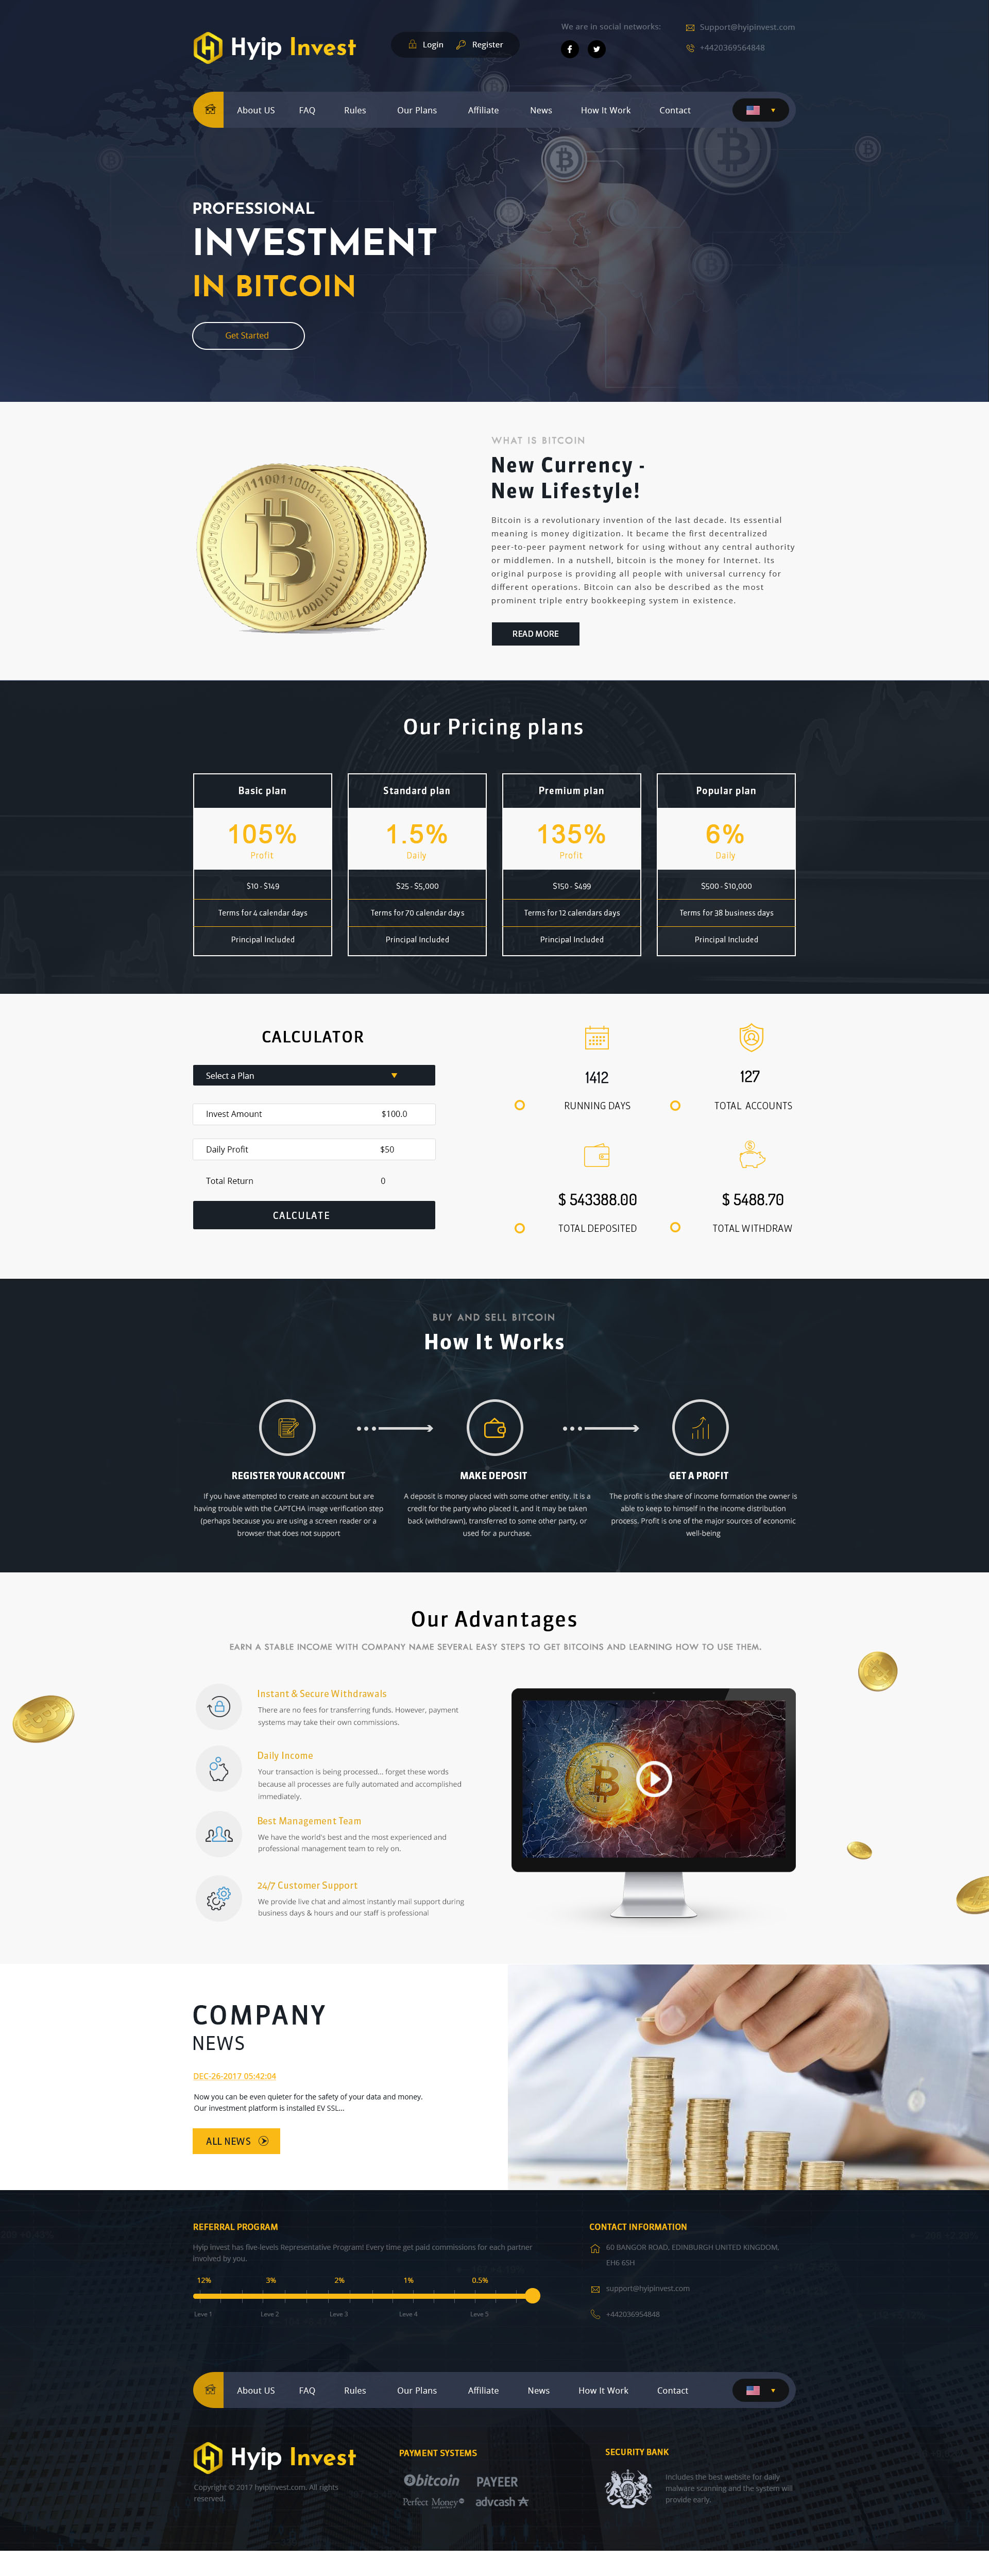 Hyip Invest
Login
Register
We are in social networks:
Support@hyipinvest.com
+4420369564848
About US
FAQ
Rules
Our Plans
Affiliate
News
How It Work
Contact
PROFESSIONAL
INVESTMENT
IN BITCOIN
Get Started
WHAT IS BITCOIN
New Currency -
New Lifestyle!
Bitcoin is a revolutionary invention of the last decade. Its essential
meaning is money digitization. It became the first decentralized
peer-to-peer payment network for using without any central authority
or middlemen. In a nutshell, bitcoin is the money for Internet. Its
original purpose is providing all people with universal currency for
different operations. Bitcoin can also be described as the most
prominent triple entry bookkeeping system in existence.
READ MORE
Our Pricing plans
Basic plan
105%
Profit
$10 - $149
Terms for 4 calendar days
Principal Included
Standard plan
1.5%
Daily
$25 - $5,000
Terms for 70 calendar days
Principal Included
Premium plan
135%
Profit
$150 - $499
Terms for 12 calendars days
Principal Included
Popular plan
6%
Daily
$500 - $10,000
Terms for 38 business days
Principal Included
CALCULATOR
Select a Plan
Invest Amount $100.0
Daily Profit $50
Total Return 0
CALCULATE
1412
RUNNING DAYS
127
TOTAL ACCOUNTS
$ 543388.00
TOTAL DEPOSITED
$ 5488.70
TOTAL WITHDRAW
BUY AND SELL BITCOIN
How It Works
REGISTER YOUR ACCOUNT
If you have attempted to create an account but are
having trouble with the CAPTCHA image verification step
(perhaps because you are using a screen reader or a
browser that does not support
MAKE DEPOSIT
A deposit is money placed with some other entity. It is a
credit for the party who placed it, and it may be taken
back (withdrawn), transferred to some other party, or
used for a purchase.
GET A PROFIT
The profit is the share of income formation the owner is
able to keep to himself in the income distribution
process. Profit is one of the major sources of economic
well-being
Our Advantages
EARN A STABLE INCOME WITH COMPANY NAME SEVERAL EASY STEPS TO GET BITCOINS AND LEARNING HOW TO USE THEM.
Instant & Secure Withdrawals
There are no fees for transferring funds. However, payment
systems may take their own commissions.
Daily Income
Your transaction is being processed... forget these words
because all processes are fully automated and accomplished
immediately.
Best Management Team
We have the world's best and the most experienced and
professional management team to rely on.
24/7 Customer Support
We provide live chat and almost instantly mail support during
business days & hours and our staff is professional
COMPANY
NEWS
DEC-26-2017 05:42:04
Now you can be even quieter for the safety of your data and money.
Our investment platform is installed EV SSL...
ALL NEWS
REFERRAL PROGRAM
Hyip Invest has five-levels Representative Program! Every time get paid commissions for each partner
involved by you.
12% 3% 2% 1% 0.5%
Leve 1 Leve 2 Leve 3 Leve 4 Leve 5
CONTACT INFORMATION
60 BANGOR ROAD, EDINBURGH UNITED KINGDOM,
EH6 6SH
support@hyipinvest.com
+442036954848
About US
FAQ
Rules
Our Plans
Affiliate
News
How It Work
Contact
Hyip Invest
Copyright © 2017 hyipinvest.com. All rights
reserved.
PAYMENT SYSTEMS
bitcoin
PAYEER
Perfect Money
advcash
SECURITY BANK
Includes the best website for daily
malware scanning and the system will
provide early.